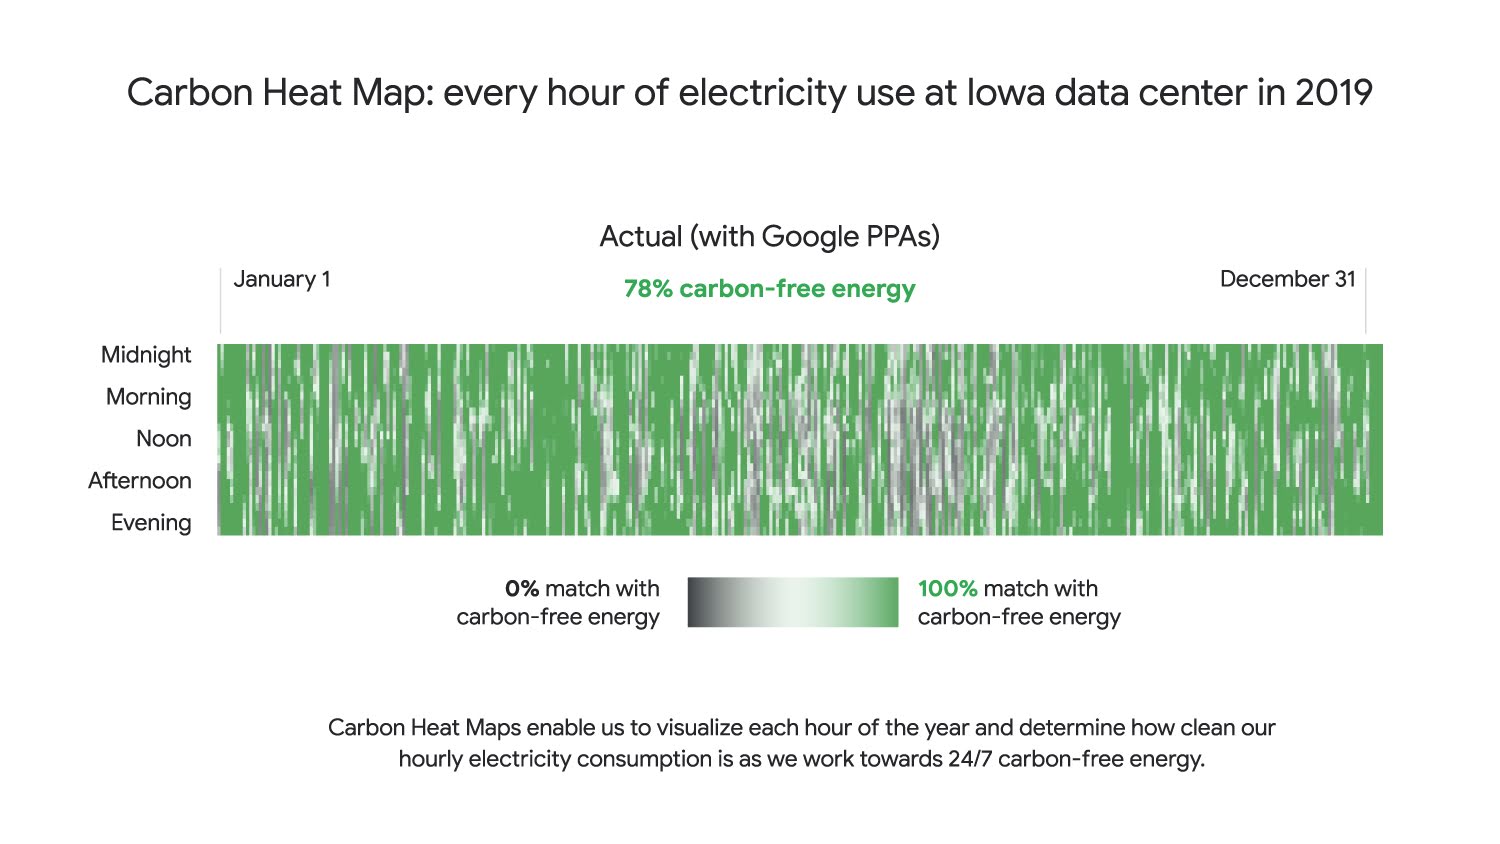 Carbon Heat Map: every hour of electricity use at Iowa data center in 2019
Actual (with Google PPAs)
January 1
78% carbon-free energy
December 31
Midnight
Morning
Noon
Afternoon
Evening
0% match with
carbon-free energy
100% match with
carbon-free energy
Carbon Heat Maps enable us to visualize each hour of the year and determine how clean our
hourly electricity consumption is as we work towards 24/7 carbon-free energy.